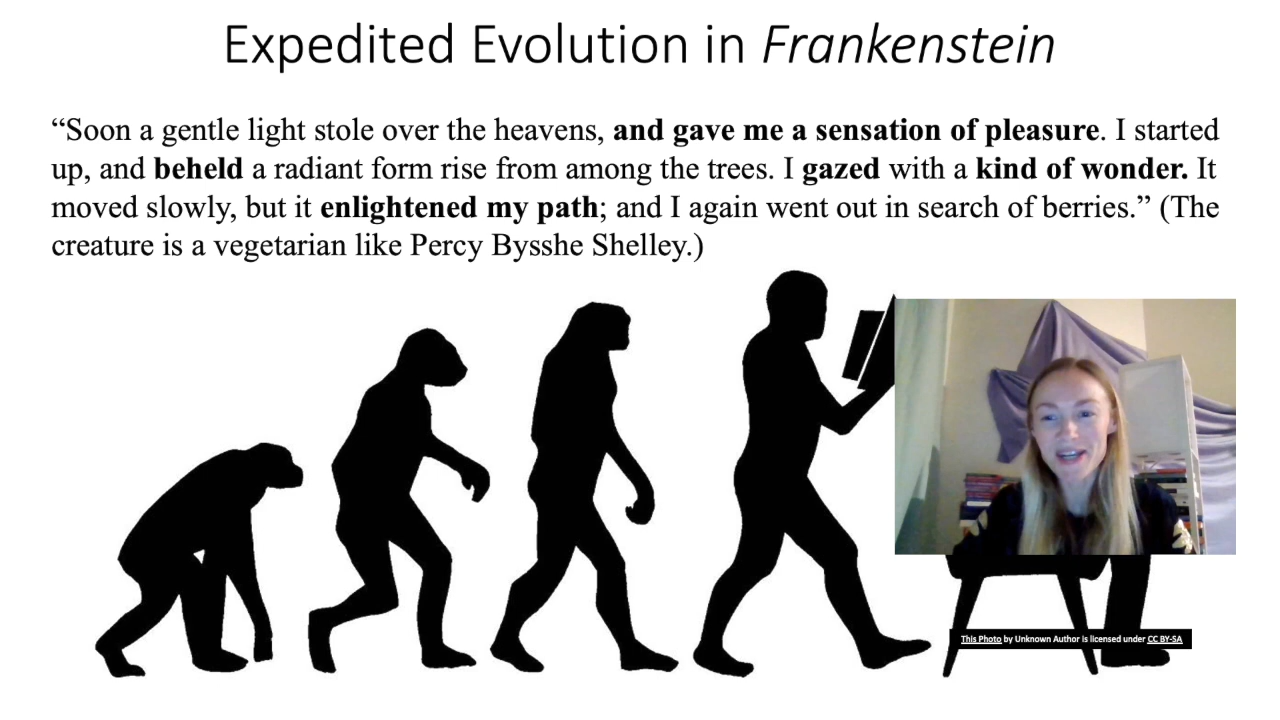 Expedited Evolution in Frankenstein
“Soon a gentle light stole over the heavens, and gave me a sensation of pleasure. I started
up, and beheld a radiant form rise from among the trees. I gazed with a kind of wonder. It
moved slowly, but it enlightened my path; and I again went out in search of berries.” (The
creature is a vegetarian like Percy Bysshe Shelley.)
This Photo by Unknown Author is licensed under CC BY-SA